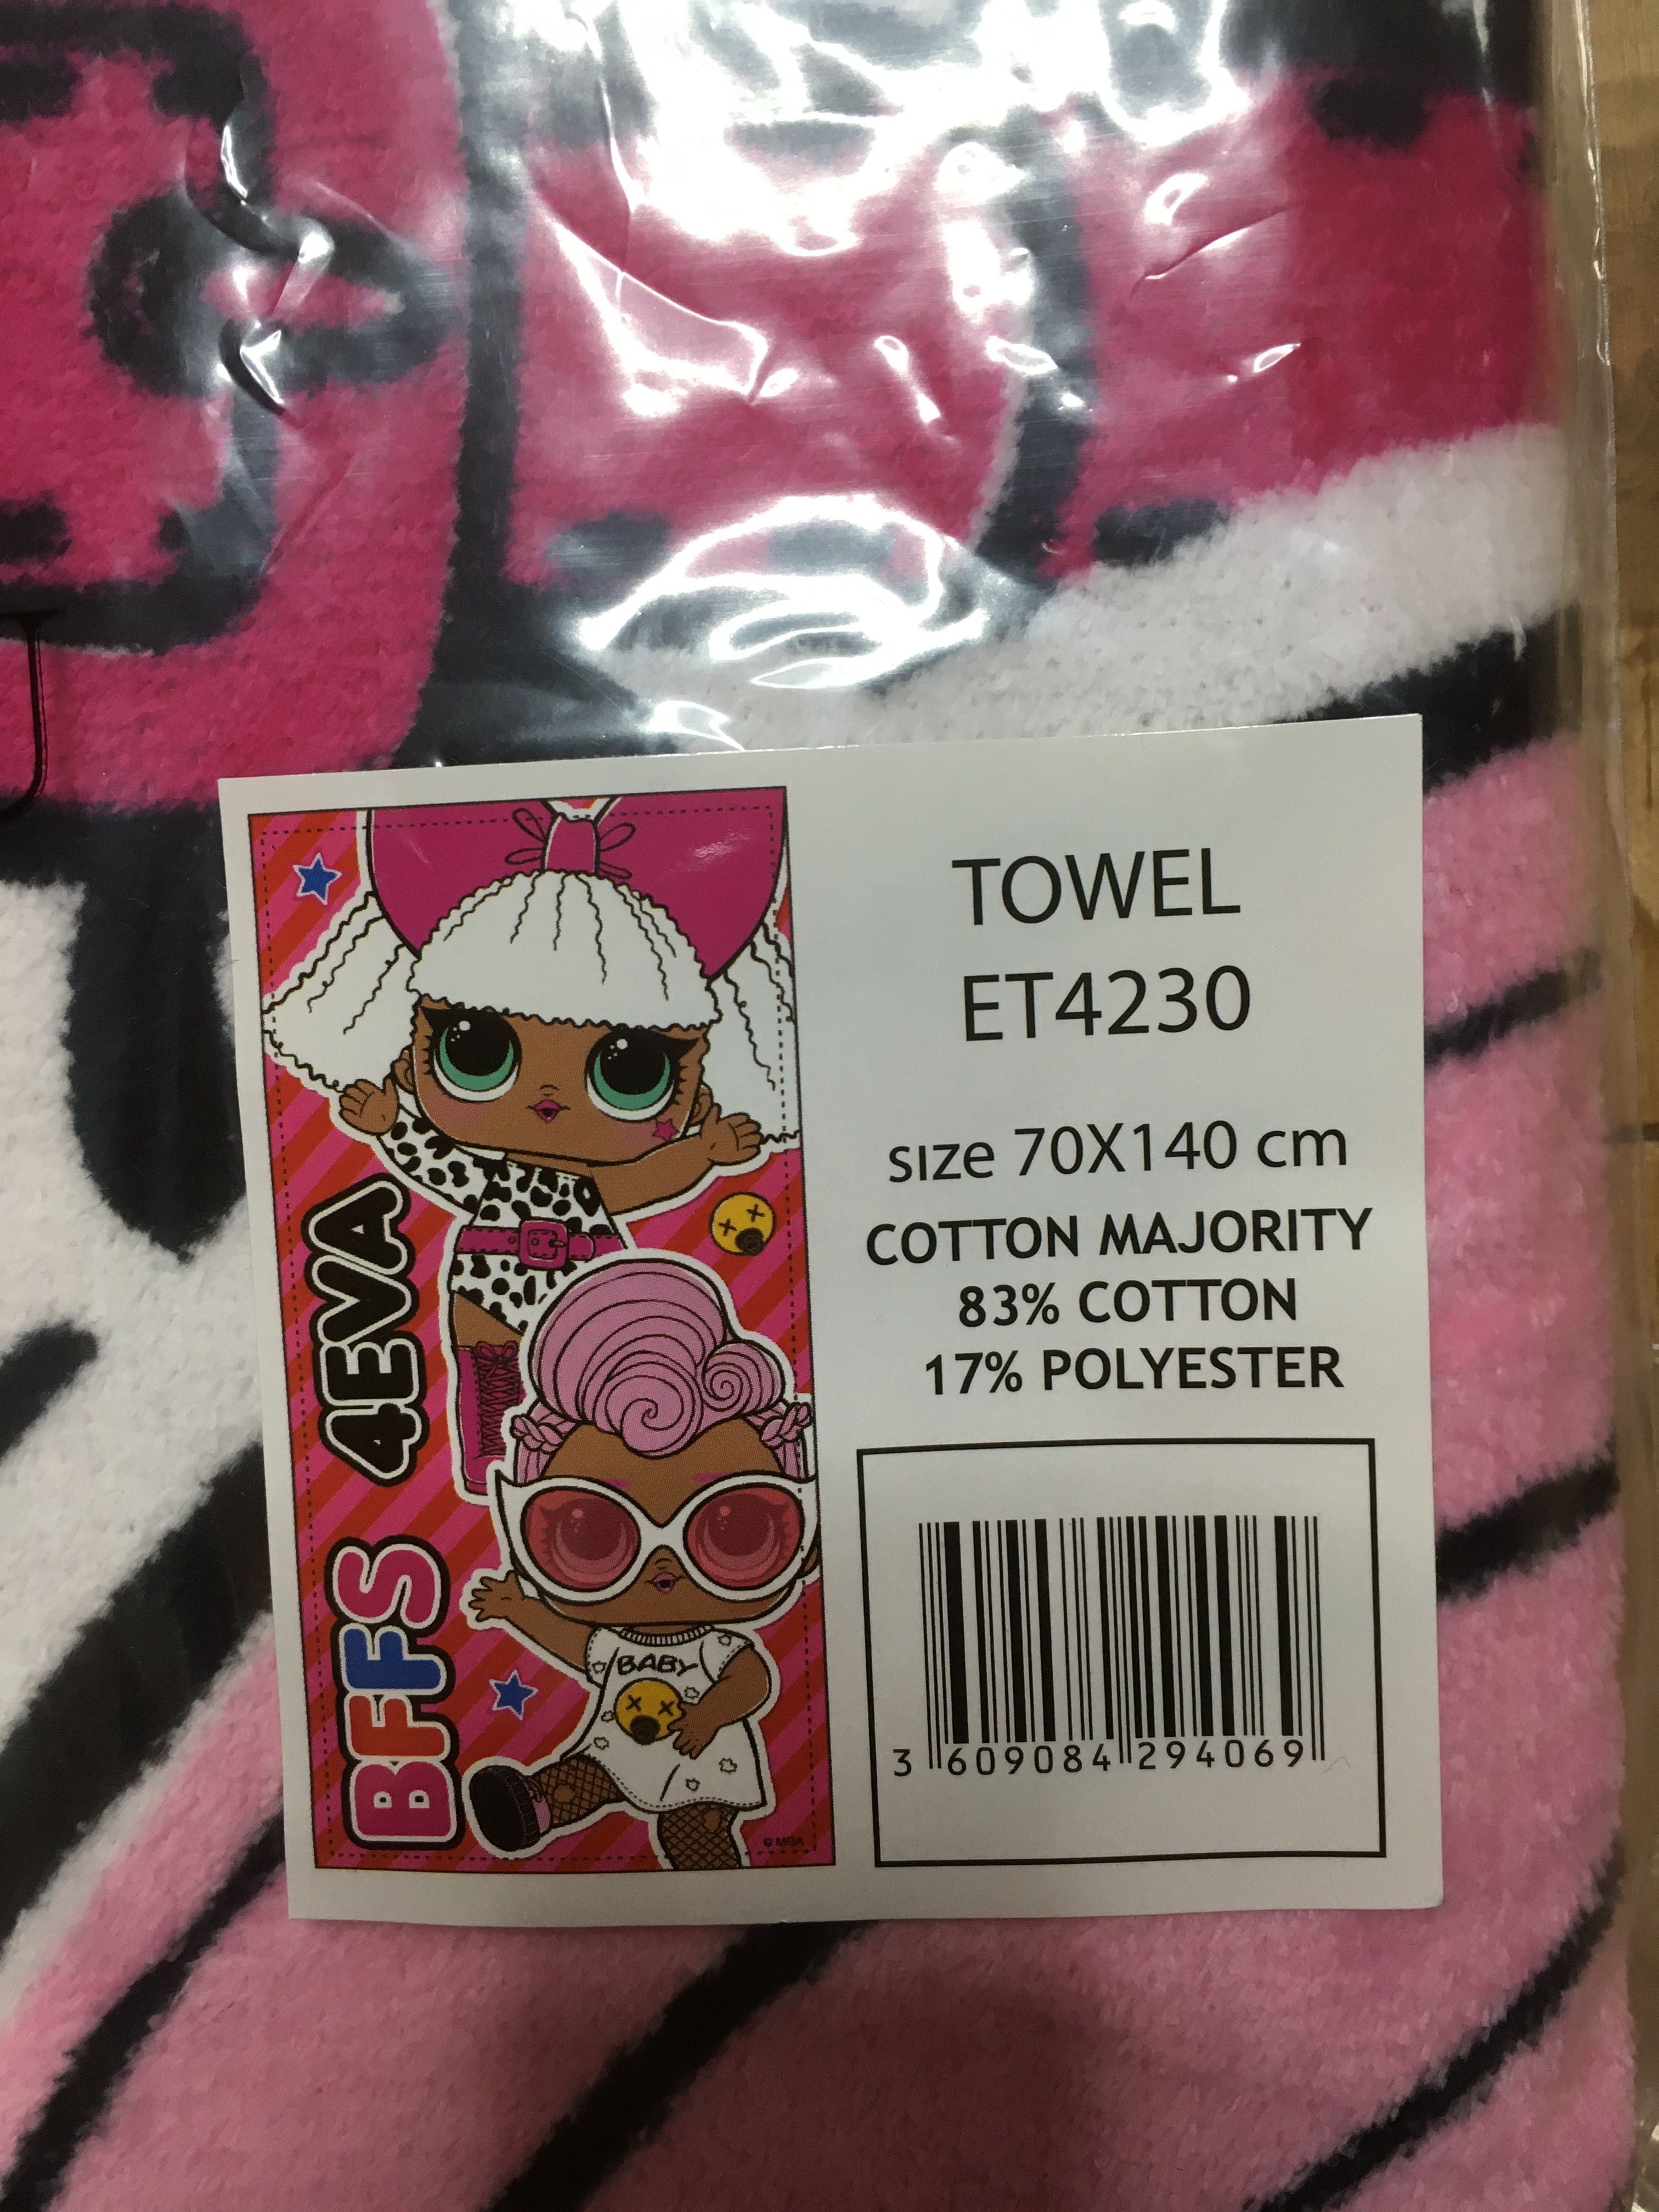 TOWEL
ET4230
size 70X140 cm
COTTON MAJORITY
83% COTTON
17% POLYESTER
3 609084 294069
BFFS 4EVA
BABY
© MGA